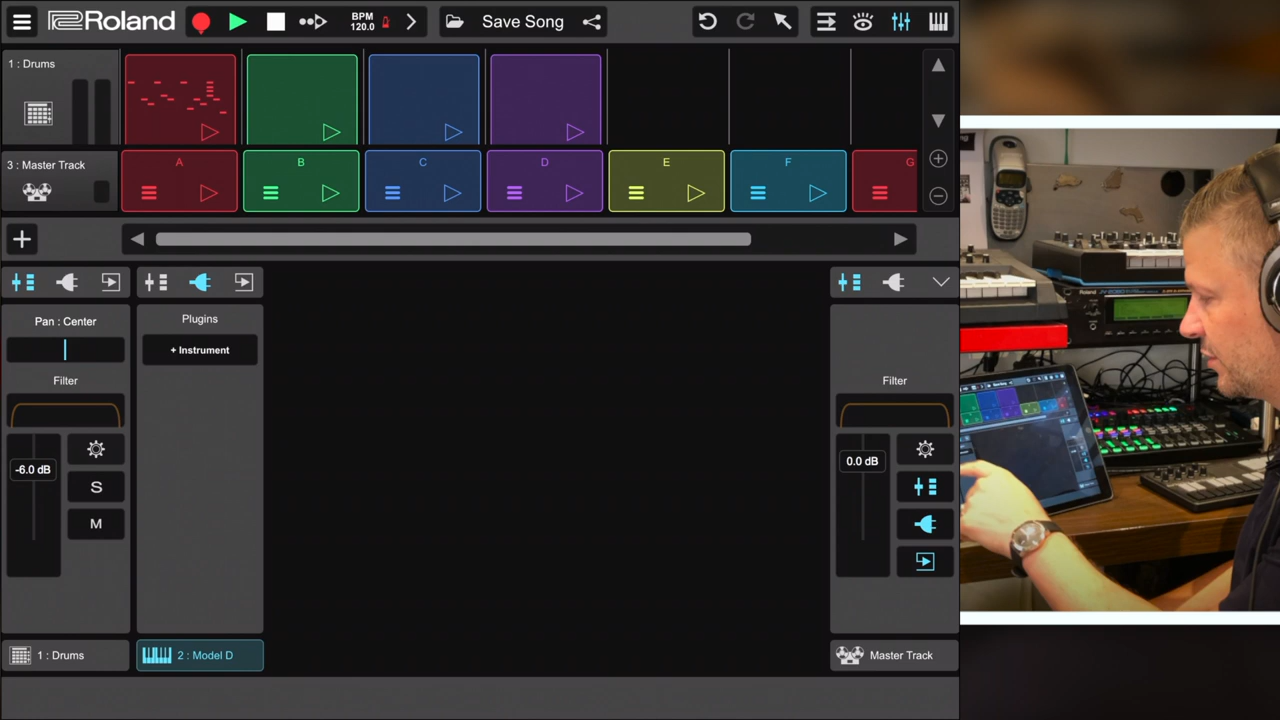 Roland
BPM
120.0
Save Song
1 : Drums
3 : Master Track
A
B
C
D
E
F
G
Pan : Center
Filter
-6.0 dB
S
M
1 : Drums
Plugins
+ Instrument
2 : Model D
Filter
0.0 dB
Master Track
Roland